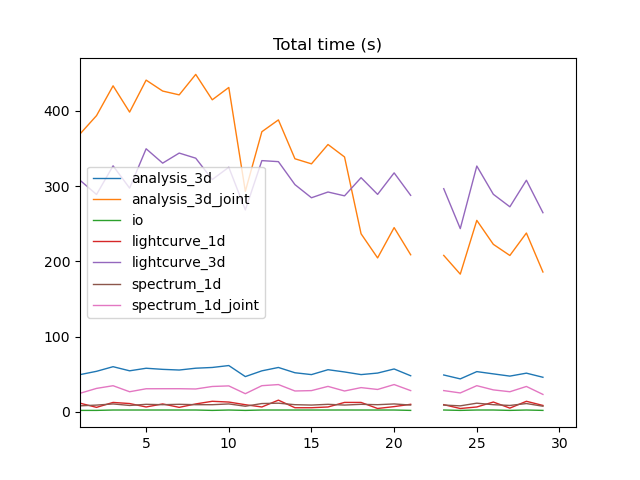 Total time (s)
400
300
200
100
0
analysis_3d
analysis_3d_joint
io
lightcurve_1d
lightcurve_3d
spectrum_1d
spectrum_1d_joint
5 10 15 20 25 30